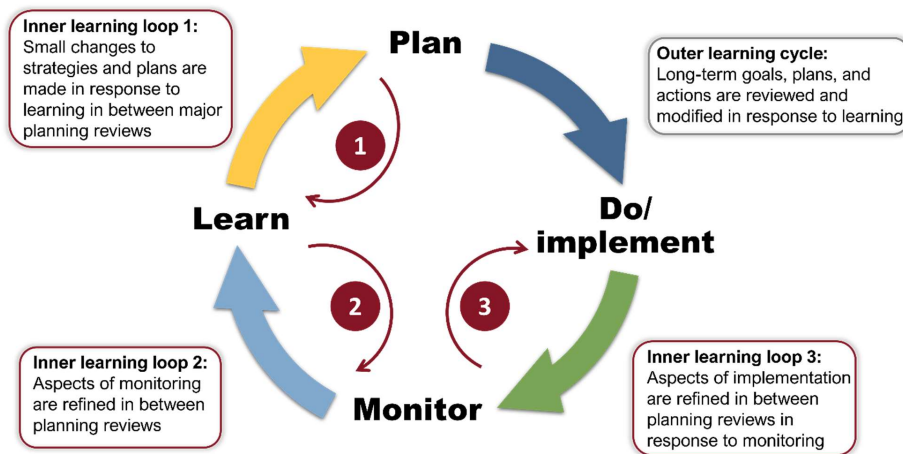 Inner learning loop 1:
Small changes to
strategies and plans are
made in response to
learning in between major
planning reviews
Plan
Outer learning cycle:
Long-term goals, plans, and
actions are reviewed and
modified in response to learning
1
Learn
Do/
implement
2
3
Inner learning loop 2:
Aspects of monitoring
are refined in between
planning reviews
Monitor
Inner learning loop 3:
Aspects of implementation
are refined in between
planning reviews in
response to monitoring